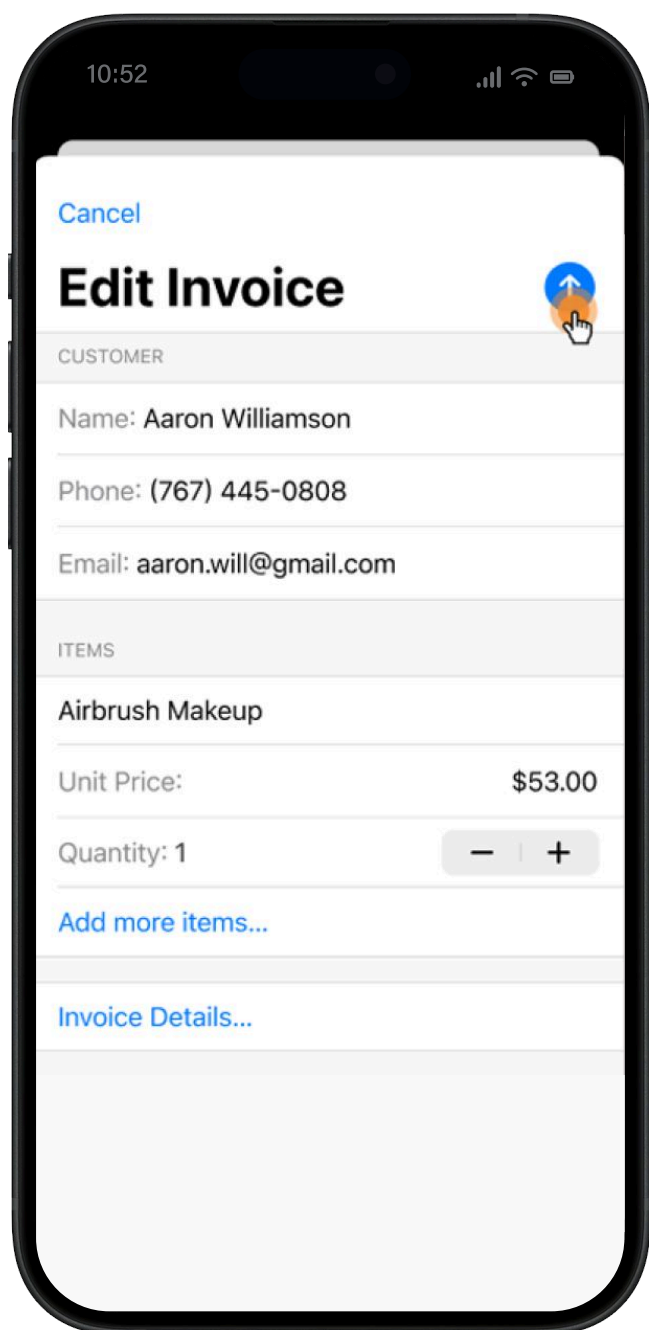 10:52
Cancel
Edit Invoice
CUSTOMER
Name: Aaron Williamson
Phone: (767) 445-0808
Email: aaron.will@gmail.com
ITEMS
Airbrush Makeup
Unit Price: $53.00
Quantity: 1 − +
Add more items...
Invoice Details...